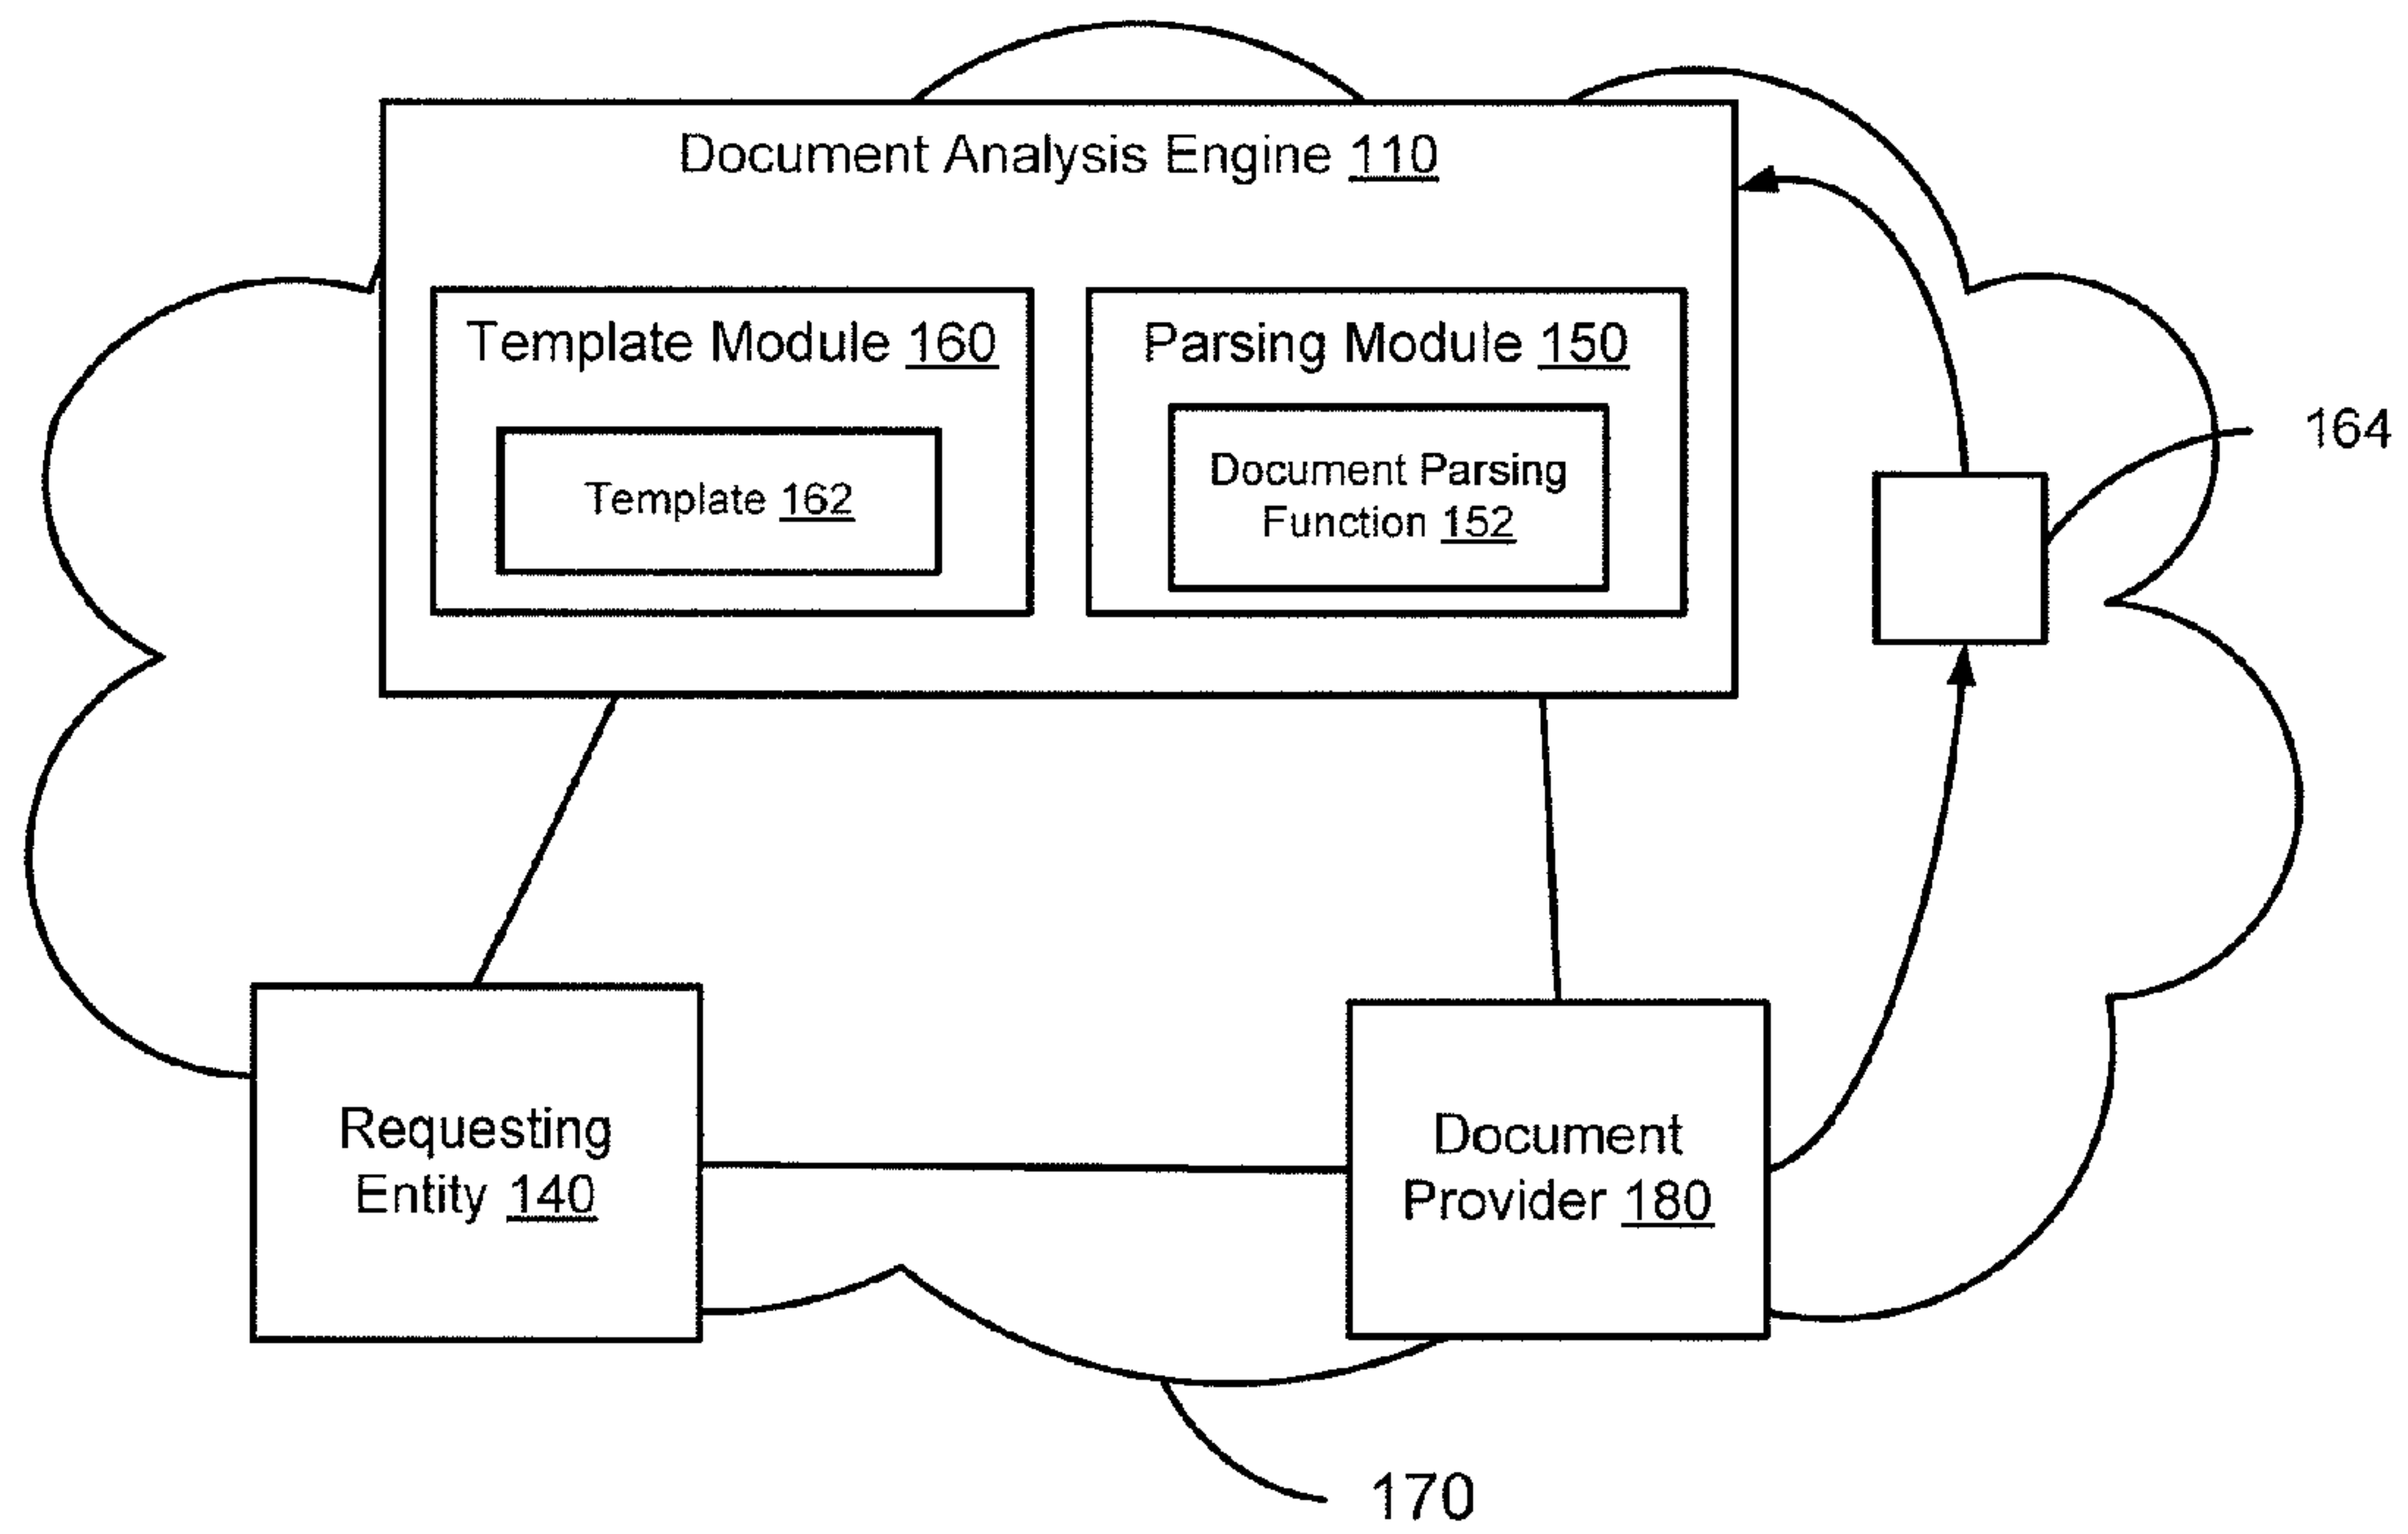 Document Analysis Engine 110
Template Module 160
Parsing Module 150
Template 162
Document Parsing
Function 152
164
Requesting
Entity 140
Document
Provider 180
170